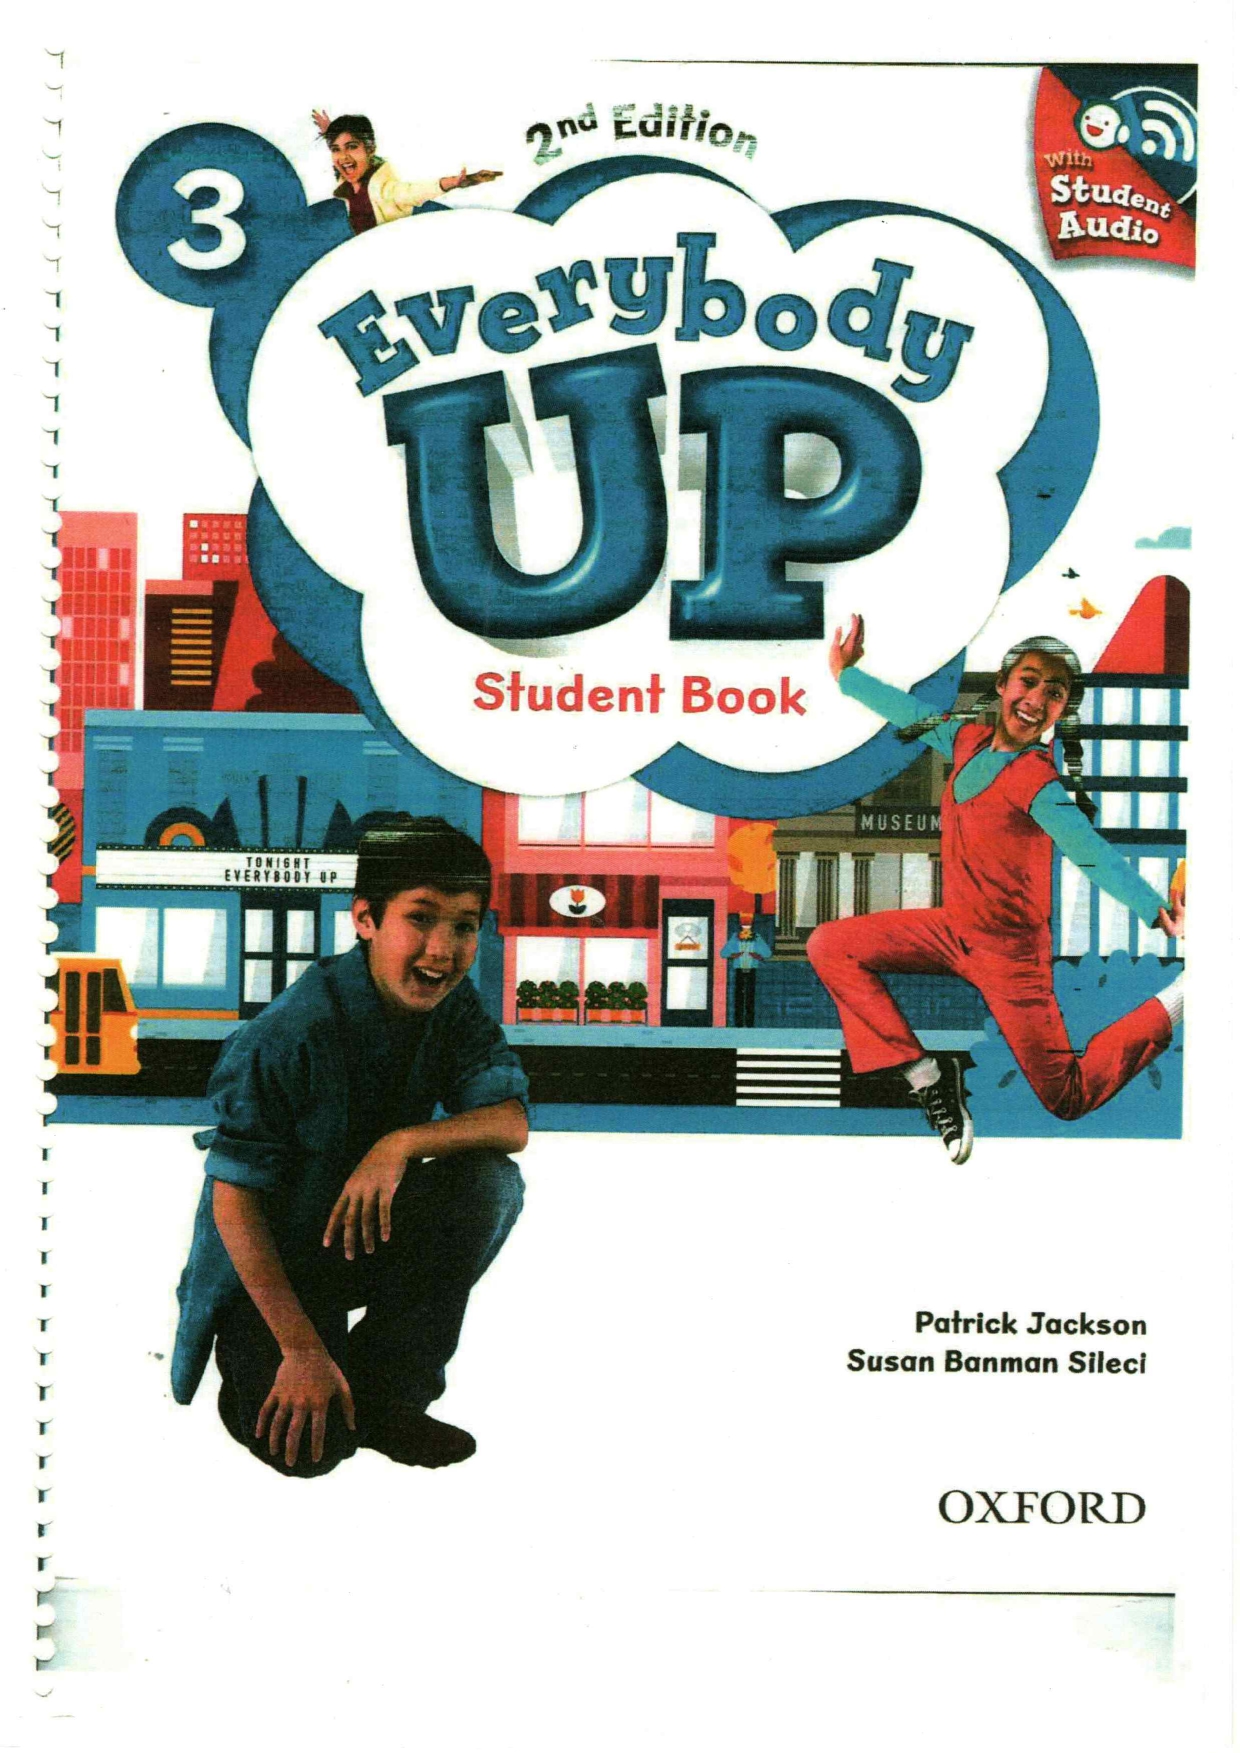 2nd Edition
3
With
Student
Audio
Everybody
UP
Student Book
MUSEUM
TONIGHT
EVERYBODY UP
Patrick Jackson
Susan Banman Sileci
OXFORD